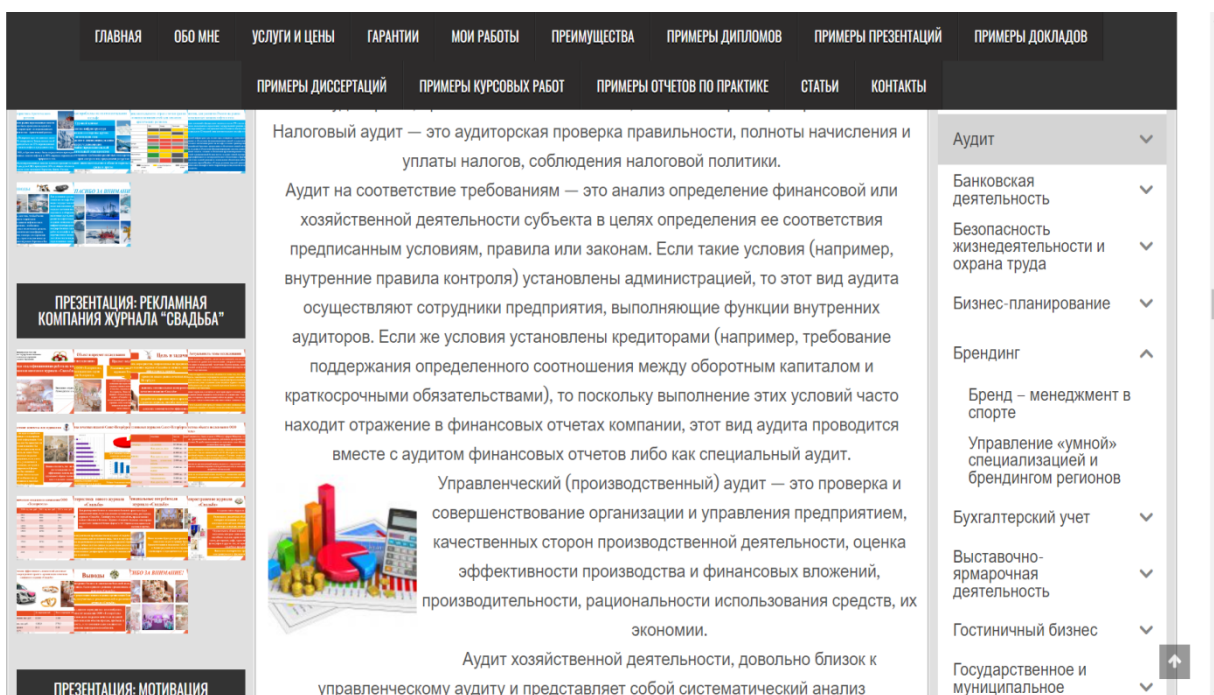 ГЛАВНАЯ
ОБО МНЕ
УСЛУГИ И ЦЕНЫ
ГАРАНТИИ
МОИ РАБОТЫ
ПРЕИМУЩЕСТВА
ПРИМЕРЫ ДИПЛОМОВ
ПРИМЕРЫ ПРЕЗЕНТАЦИЙ
ПРИМЕРЫ ДОКЛАДОВ
ПРИМЕРЫ ДИССЕРТАЦИЙ
ПРИМЕРЫ КУРСОВЫХ РАБОТ
ПРИМЕРЫ ОТЧЕТОВ ПО ПРАКТИКЕ
СТАТЬИ
КОНТАКТЫ
ПРЕЗЕНТАЦИЯ: РЕКЛАМНАЯ
КОМПАНИЯ ЖУРНАЛА “СВАДЬБА”
Выводы
ПРЕЗЕНТАЦИЯ: МОТИВАЦИЯ
Налоговый аудит — это аудиторская проверка правильности, полноты начисления и
уплаты налогов, соблюдения налоговой политики.
Аудит на соответствие требованиям — это анализ определение финансовой или
хозяйственной деятельности субъекта в целях определения ее соответствия
предписанным условиям, правила или законам. Если такие условия (например,
внутренние правила контроля) установлены администрацией, то этот вид аудита
осуществляют сотрудники предприятия, выполняющие функции внутренних
аудиторов. Если же условия установлены кредиторами (например, требование
поддержания определенного соотношения между оборотным капиталом и
краткосрочными обязательствами), то поскольку выполнение этих условий часто
находит отражение в финансовых отчетах компании, этот вид аудита проводится
вместе с аудитом финансовых отчетов либо как специальный аудит.
Управленческий (производственный) аудит — это проверка и
совершенствование организации и управления предприятием,
качественных сторон производственной деятельности, оценка
эффективности производства и финансовых вложений,
производительности, рациональности использования средств, их
экономии.
Аудит хозяйственной деятельности, довольно близок к
управленческому аудиту и представляет собой систематический анализ
Аудит
Банковская
деятельность
Безопасность
жизнедеятельности и
охрана труда
Бизнес-планирование
Брендинг
Бренд – менеджмент в
спорте
Управление «умной»
специализацией и
брендингом регионов
Бухгалтерский учет
Выставочно-
ярмарочная
деятельность
Гостиничный бизнес
Государственное и
муниципальное